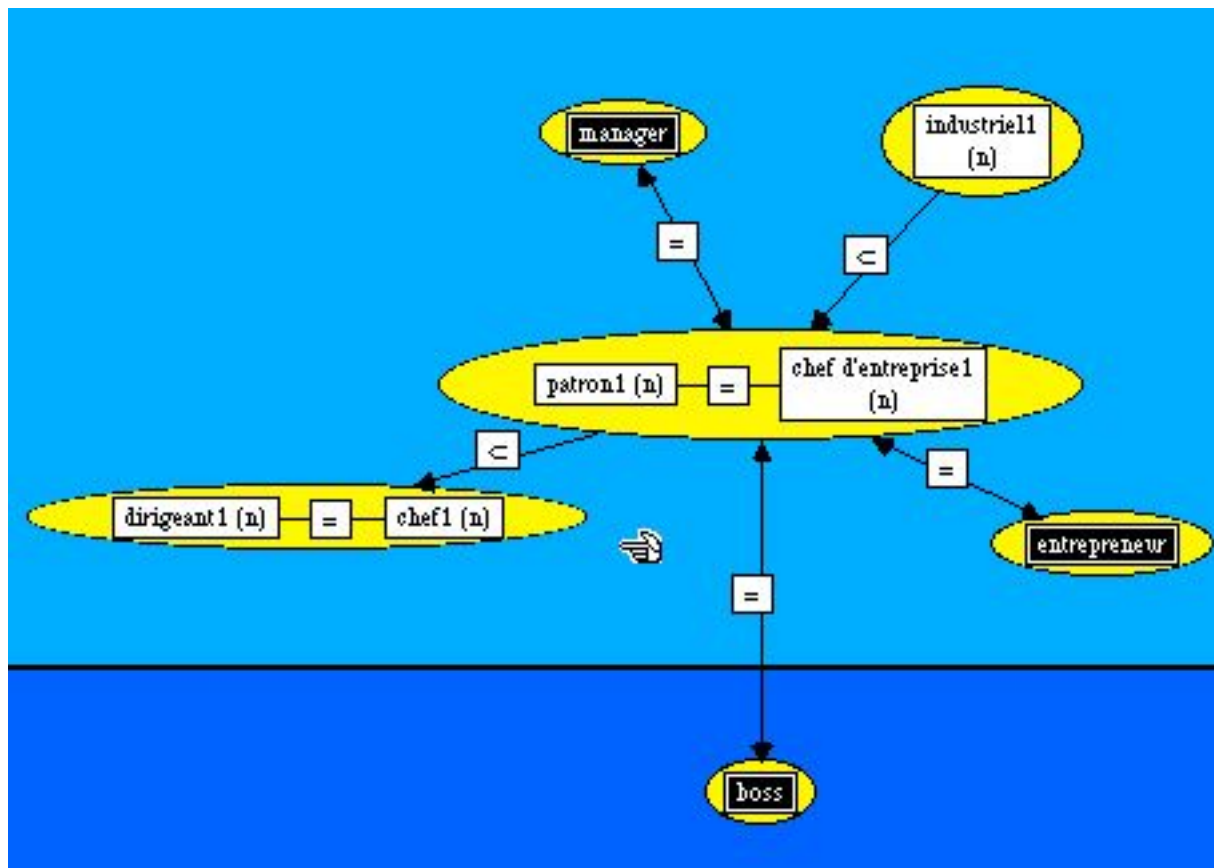 manager
industriel1
(n)
=
⊂
patron1 (n) = chef d'entreprise1
(n)
⊂
=
dirigeant1 (n) = chef1 (n)
entrepreneur
=
boss